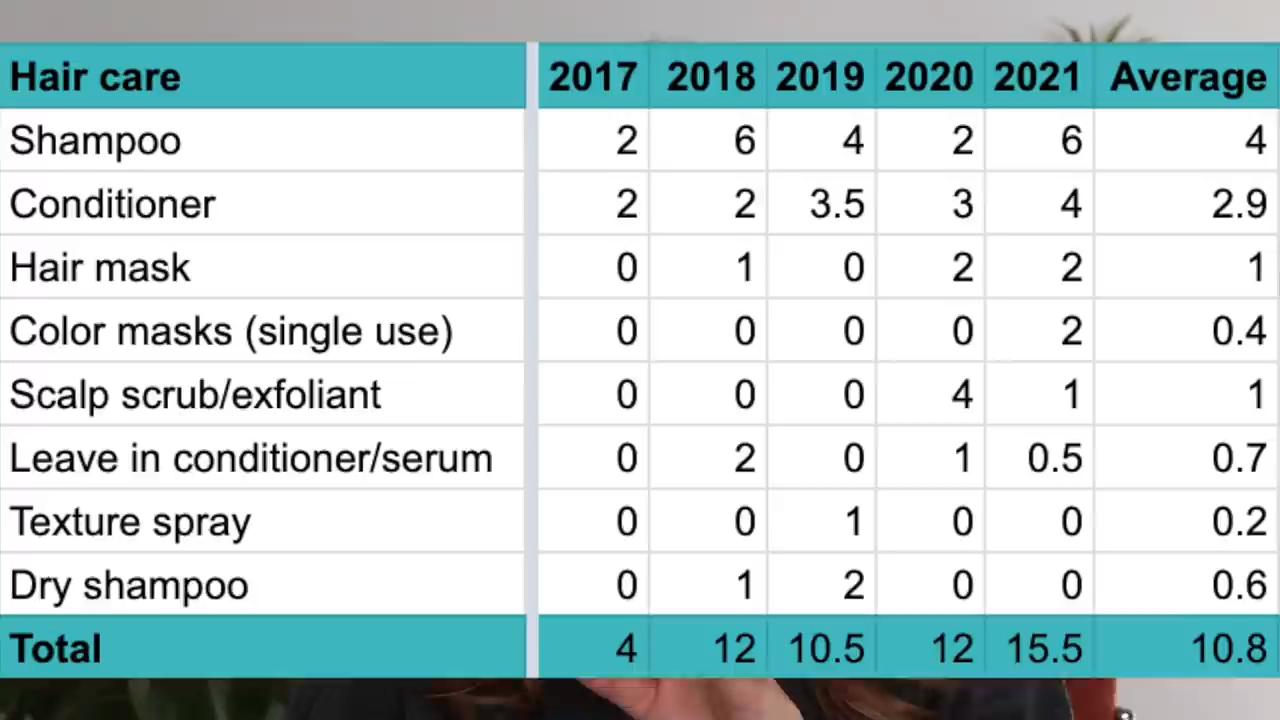 Hair care 2017 2018 2019 2020 2021 Average
Shampoo 2 6 4 2 6 4
Conditioner 2 2 3.5 3 4 2.9
Hair mask 0 1 0 2 2 1
Color masks (single use) 0 0 0 0 2 0.4
Scalp scrub/exfoliant 0 0 0 4 1 1
Leave in conditioner/serum 0 2 0 1 0.5 0.7
Texture spray 0 0 1 0 0 0.2
Dry shampoo 0 1 2 0 0 0.6
Total 4 12 10.5 12 15.5 10.8